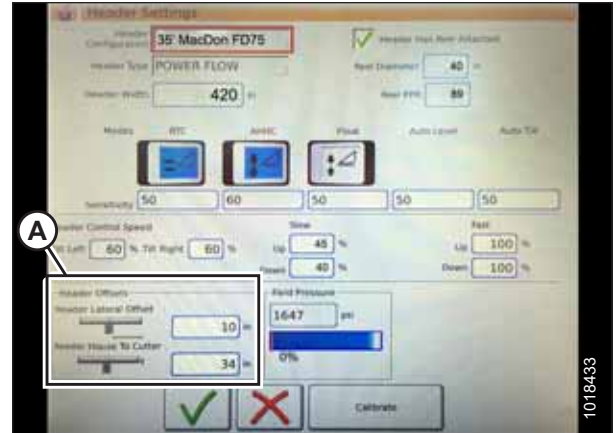 Header Settings
Header Configuration 35' MacDon FD75 Header Has Reel Attached
Header Type POWER FLOW Reel Diameter 40 in
Header Width 420 in Reel PPR 89
Modes RTC AHHC Float Auto Level Auto Tilt
Sensitivity 50 60 50 50 50
Header Control Speed Slow Fast
Tilt Left 60 % Tilt Right 60 % Up 45 % Up 100 %
Down 40 % Down 100 %
A
Header Offsets Field Pressure
Header Lateral Offset
10 in 1647 psi
Feeder House To Cutter
34 in 0%
Calibrate
1018433